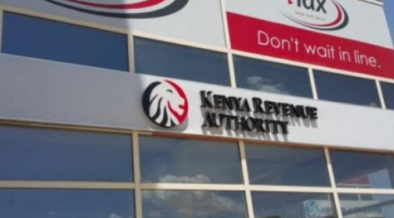 Don't wait in line.
KENYA REVENUE
AUTHORITY